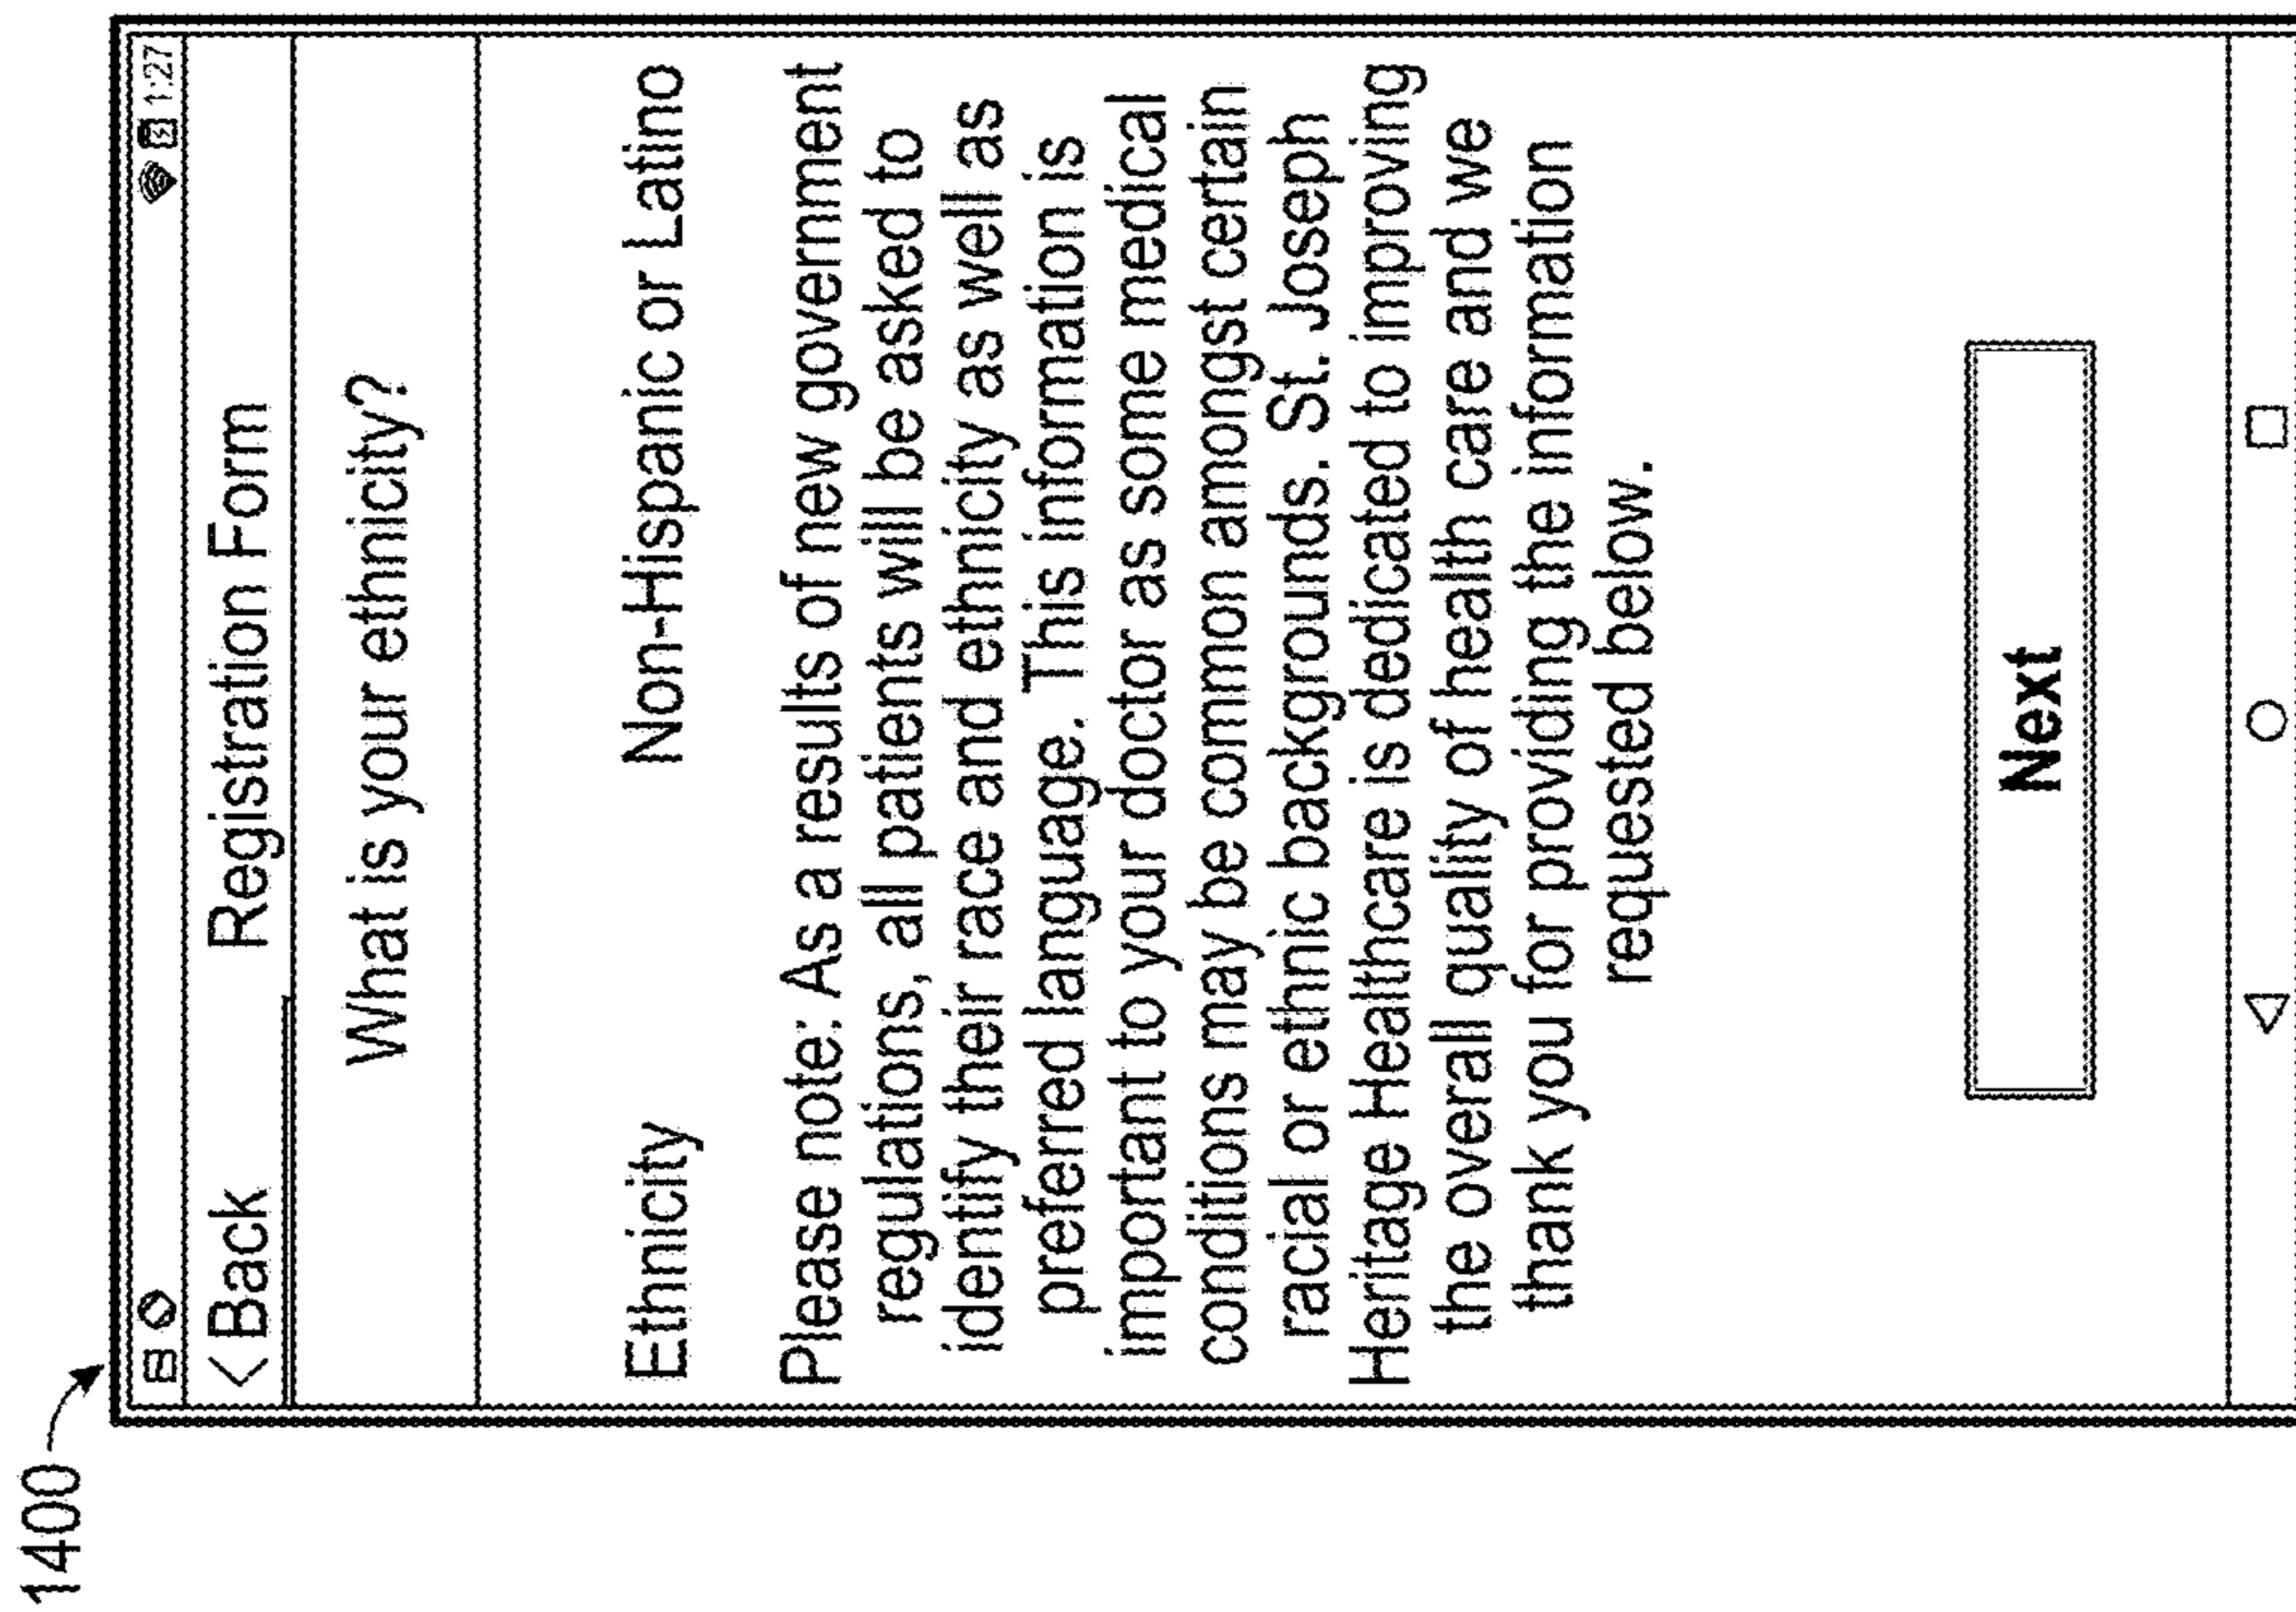 1400
1:27
< Back Registration Form
What is your ethnicity?
Ethnicity Non-Hispanic or Latino
Please note: As a results of new government
regulations, all patients will be asked to
identify their race and ethnicity as well as
preferred language. This information is
important to your doctor as some medical
conditions may be common amongst certain
racial or ethnic backgrounds. St. Joseph
Heritage Healthcare is dedicated to improving
the overall quality of health care and we
thank you for providing the information
requested below.
Next